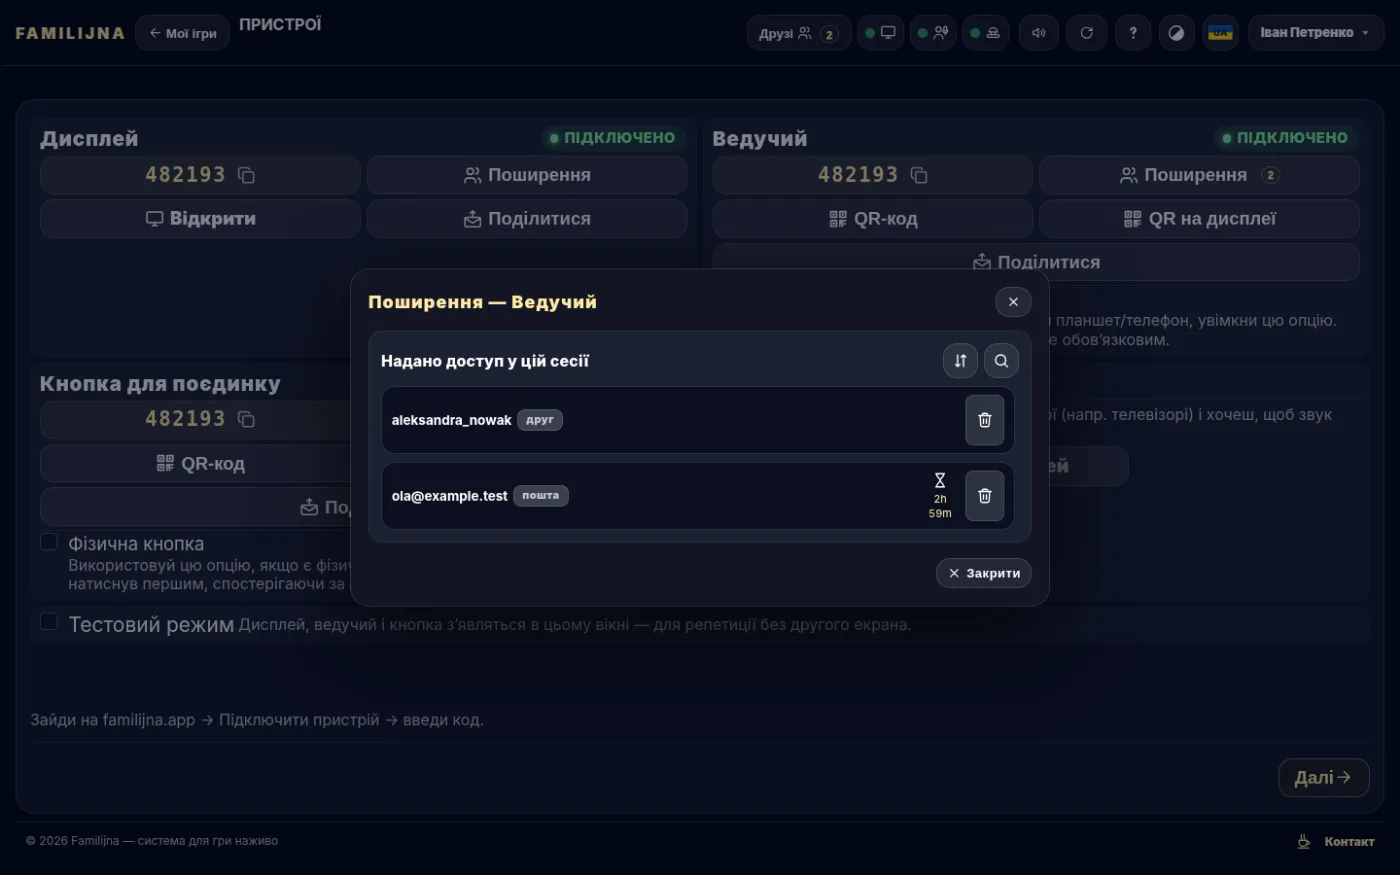 FAMILIJNA
← Мої ігри
ПРИСТРОЇ
Друзі 2
?
UA
Іван Петренко
Дисплей
ПІДКЛЮЧЕНО
482193
Поширення
Відкрити
Поділитися
Ведучий
ПІДКЛЮЧЕНО
482193
Поширення 2
QR-код
QR на дисплеї
Поділитися
планшет/телефон, увімкни цю опцію.
обов'язковим.
Кнопка для поєдинку
482193
QR-код
(напр. телевізорі) і хочеш, щоб звук
Фізична кнопка
Використовуй цю опцію, якщо є
натиснув першим, спостерігаючи за
Тестовий режим Дисплей, ведучий і кнопка з'являться в цьому вікні — для репетиції без другого екрана.
Поширення — Ведучий
Надано доступ у цій сесії
aleksandra_nowak друг
ola@example.test пошта
2h
59m
Закрити
Зайди на familijna.app → Підключити пристрій → введи код.
Далі →
© 2026 Familijna — система для гри наживо
Контакт